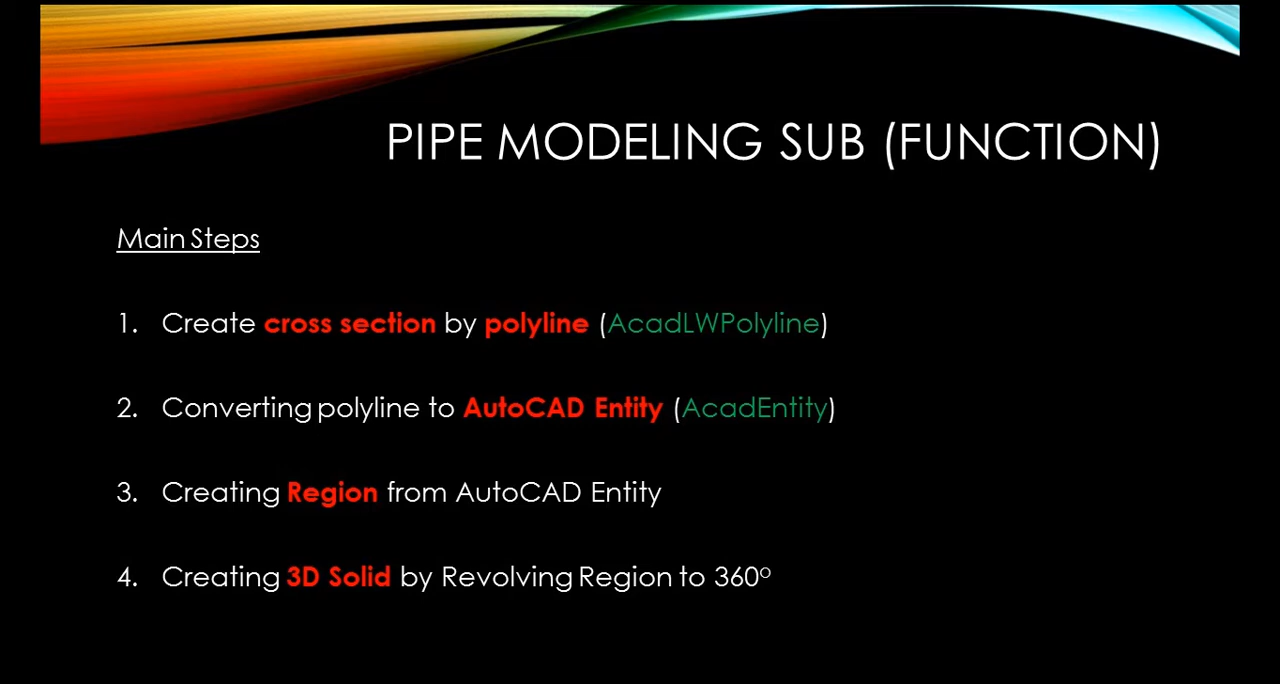 PIPE MODELING SUB (FUNCTION)
Main Steps
1. Create cross section by polyline (AcadLWPolyline)
2. Converting polyline to AutoCAD Entity (AcadEntity)
3. Creating Region from AutoCAD Entity
4. Creating 3D Solid by Revolving Region to 360º